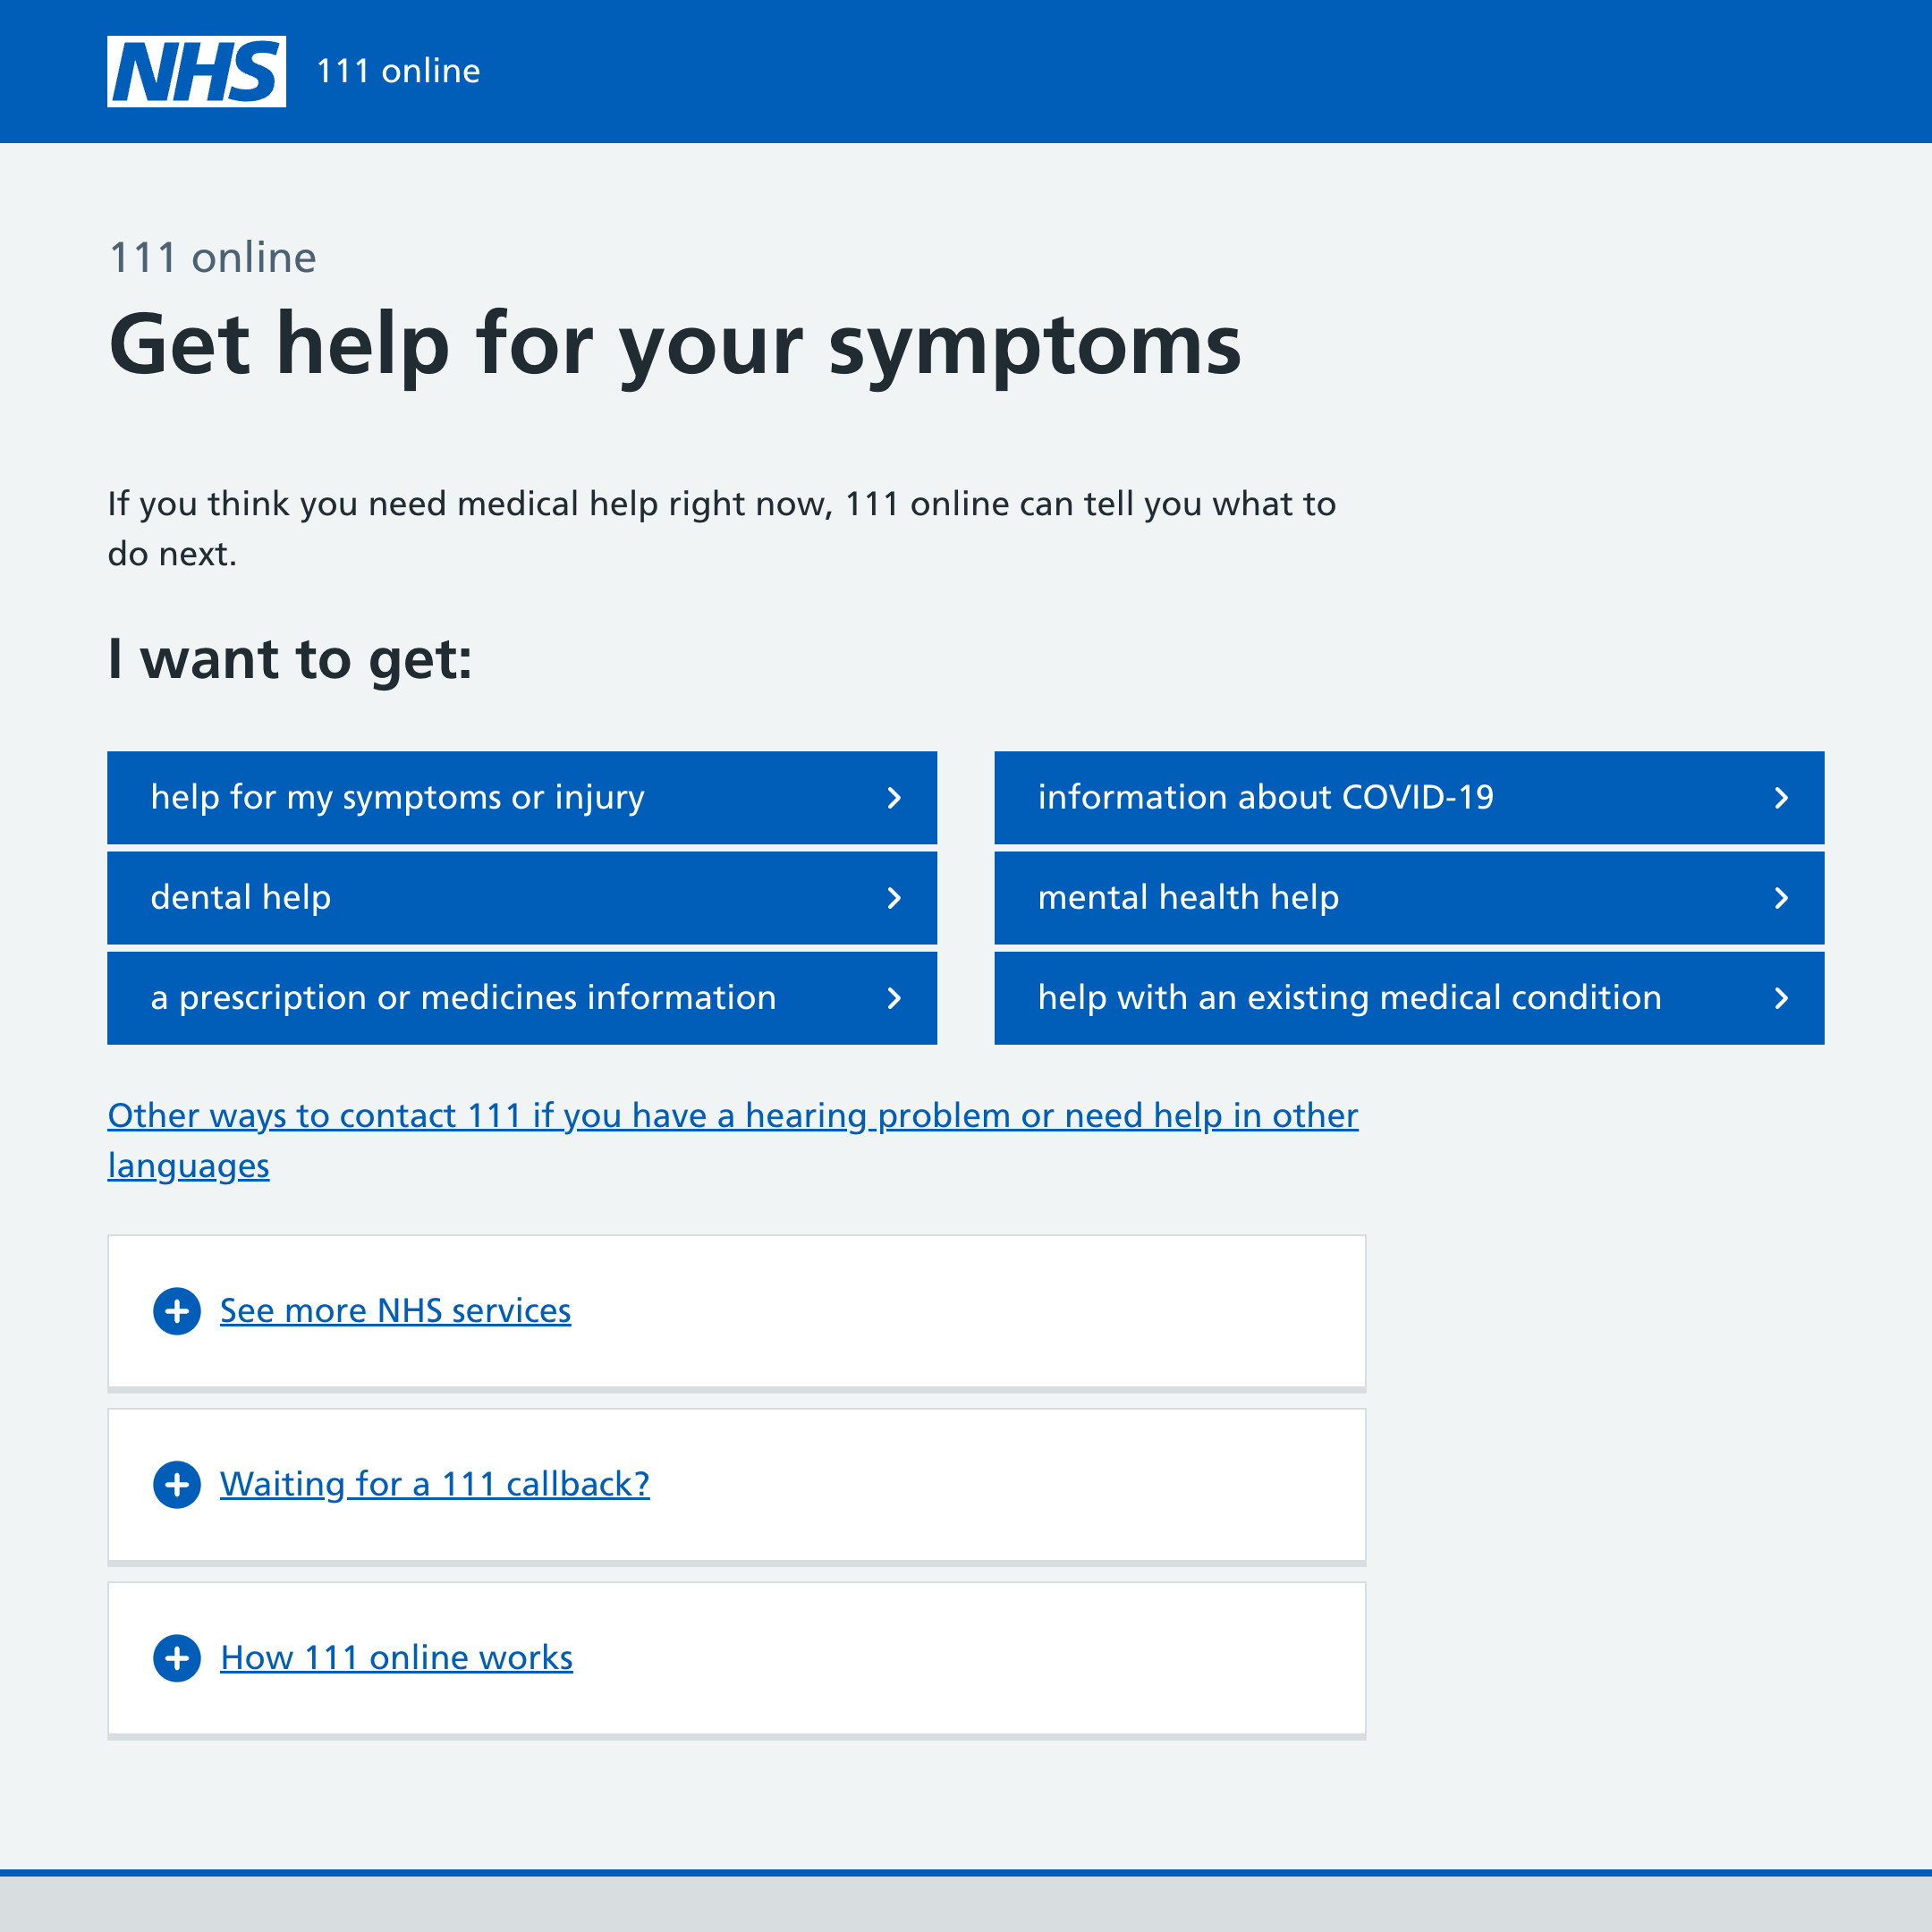 NHS 111 online
111 online
Get help for your symptoms
If you think you need medical help right now, 111 online can tell you what to
do next.
I want to get:
help for my symptoms or injury
information about COVID-19
dental help
mental health help
a prescription or medicines information
help with an existing medical condition
Other ways to contact 111 if you have a hearing problem or need help in other
languages
See more NHS services
Waiting for a 111 callback?
How 111 online works